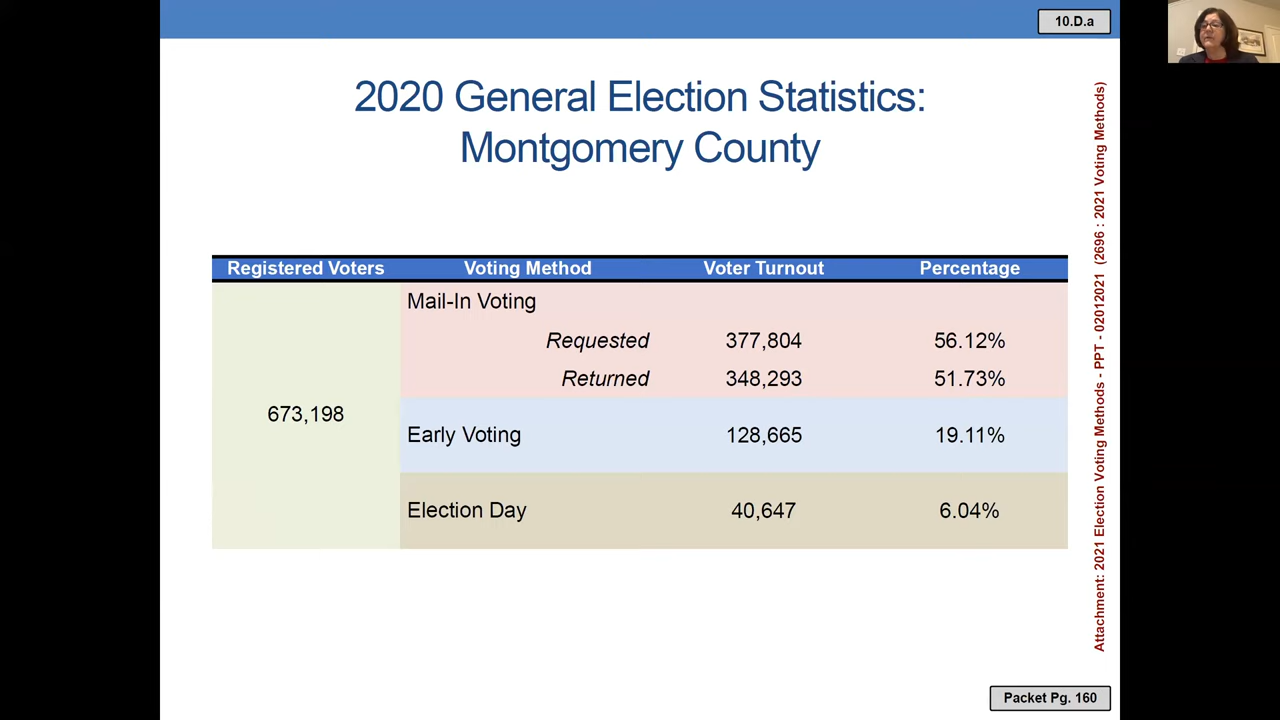 10.D.a
2020 General Election Statistics:
Montgomery County
Registered Voters Voting Method Voter Turnout Percentage
Mail-In Voting
Requested 377,804 56.12%
Returned 348,293 51.73%
673,198
Early Voting 128,665 19.11%
Election Day 40,647 6.04%
Attachment: 2021 Election Voting Methods - PPT - 02012021 (2696 : 2021 Voting Methods)
Packet Pg. 160